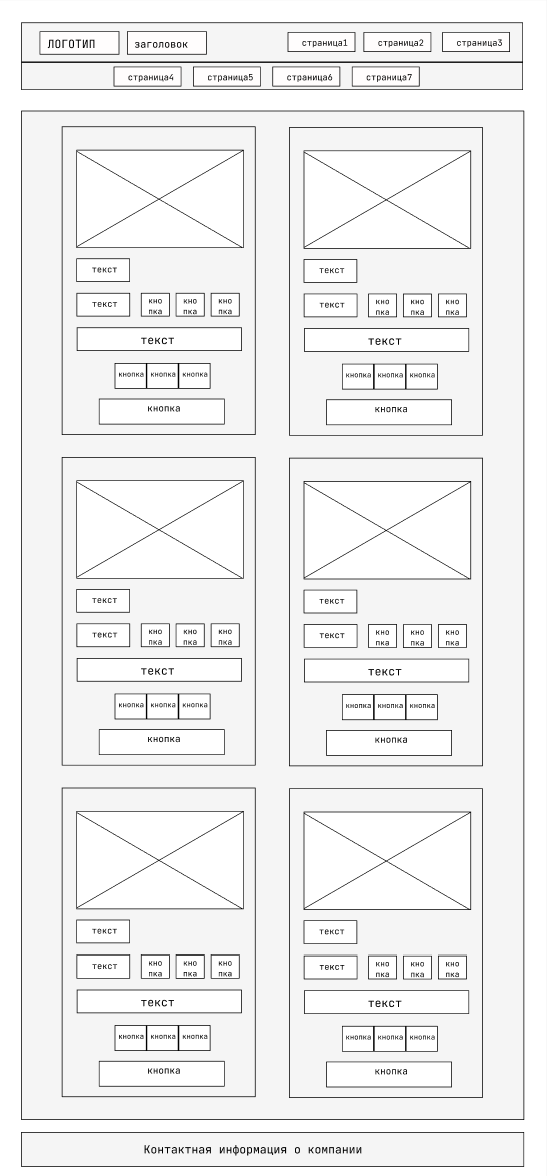 ЛОГОТИП заголовок страница1 страница2 страница3
страница4 страница5 страница6 страница7
текст текст
текст кно кно кно текст кно кно кно
пка пка пка пка пка пка
текст текст
кнопка кнопка кнопка кнопка кнопка кнопка
кнопка кнопка
текст текст
текст кно кно кно текст кно кно кно
пка пка пка пка пка пка
текст текст
кнопка кнопка кнопка кнопка кнопка кнопка
кнопка кнопка
текст текст
текст кно кно кно текст кно кно кно
пка пка пка пка пка пка
текст текст
кнопка кнопка кнопка кнопка кнопка кнопка
кнопка кнопка
Контактная информация о компании